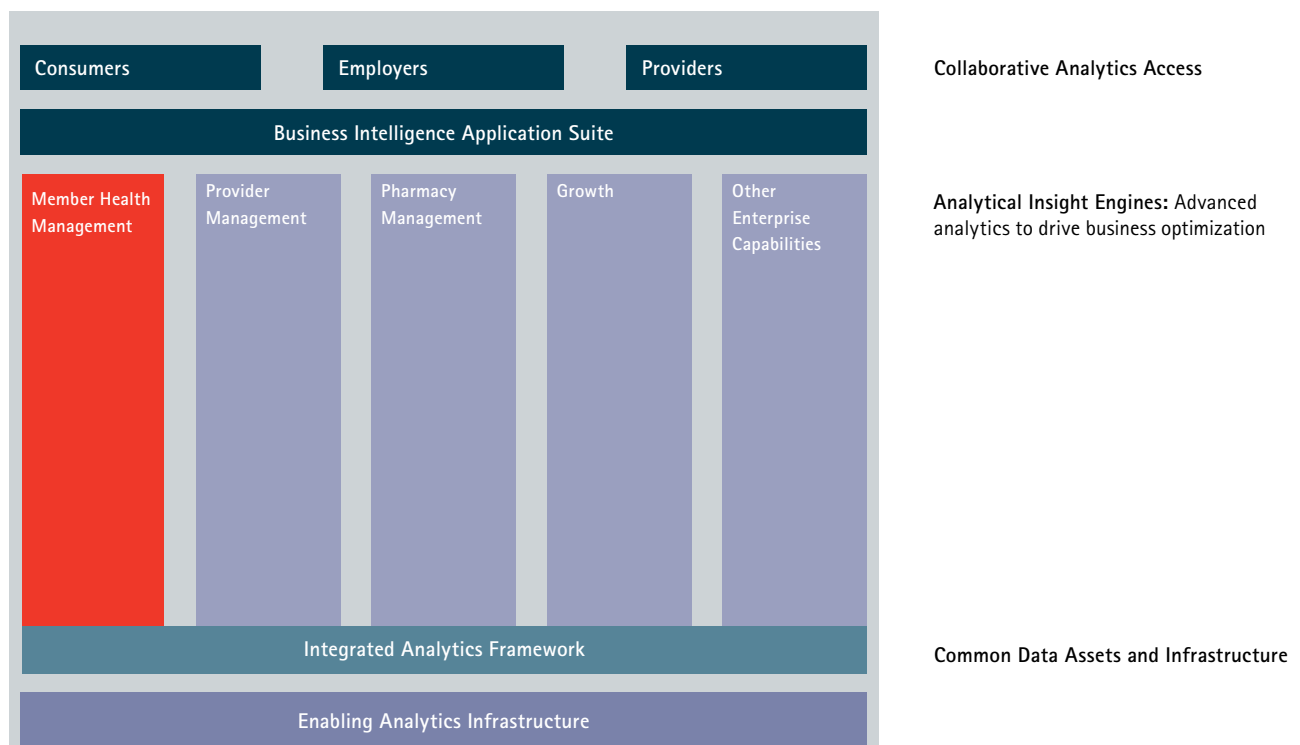 Consumers
Employers
Providers
Collaborative Analytics Access
Business Intelligence Application Suite
Member Health
Management
Provider
Management
Pharmacy
Management
Growth
Other
Enterprise
Capabilities
Analytical Insight Engines: Advanced
analytics to drive business optimization
Integrated Analytics Framework
Common Data Assets and Infrastructure
Enabling Analytics Infrastructure